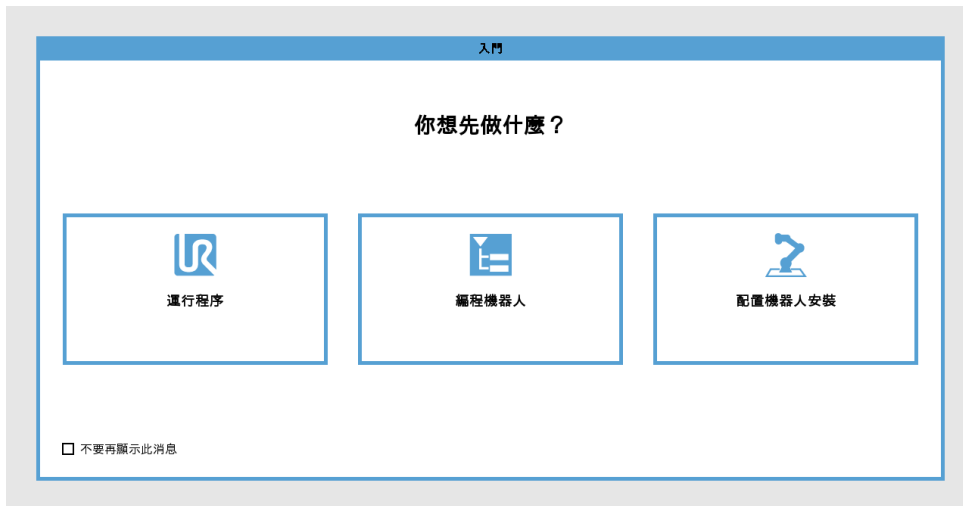 入門
你想先做什麼？
運行程序
編程機器人
配置機器人安裝
不要再顯示此消息